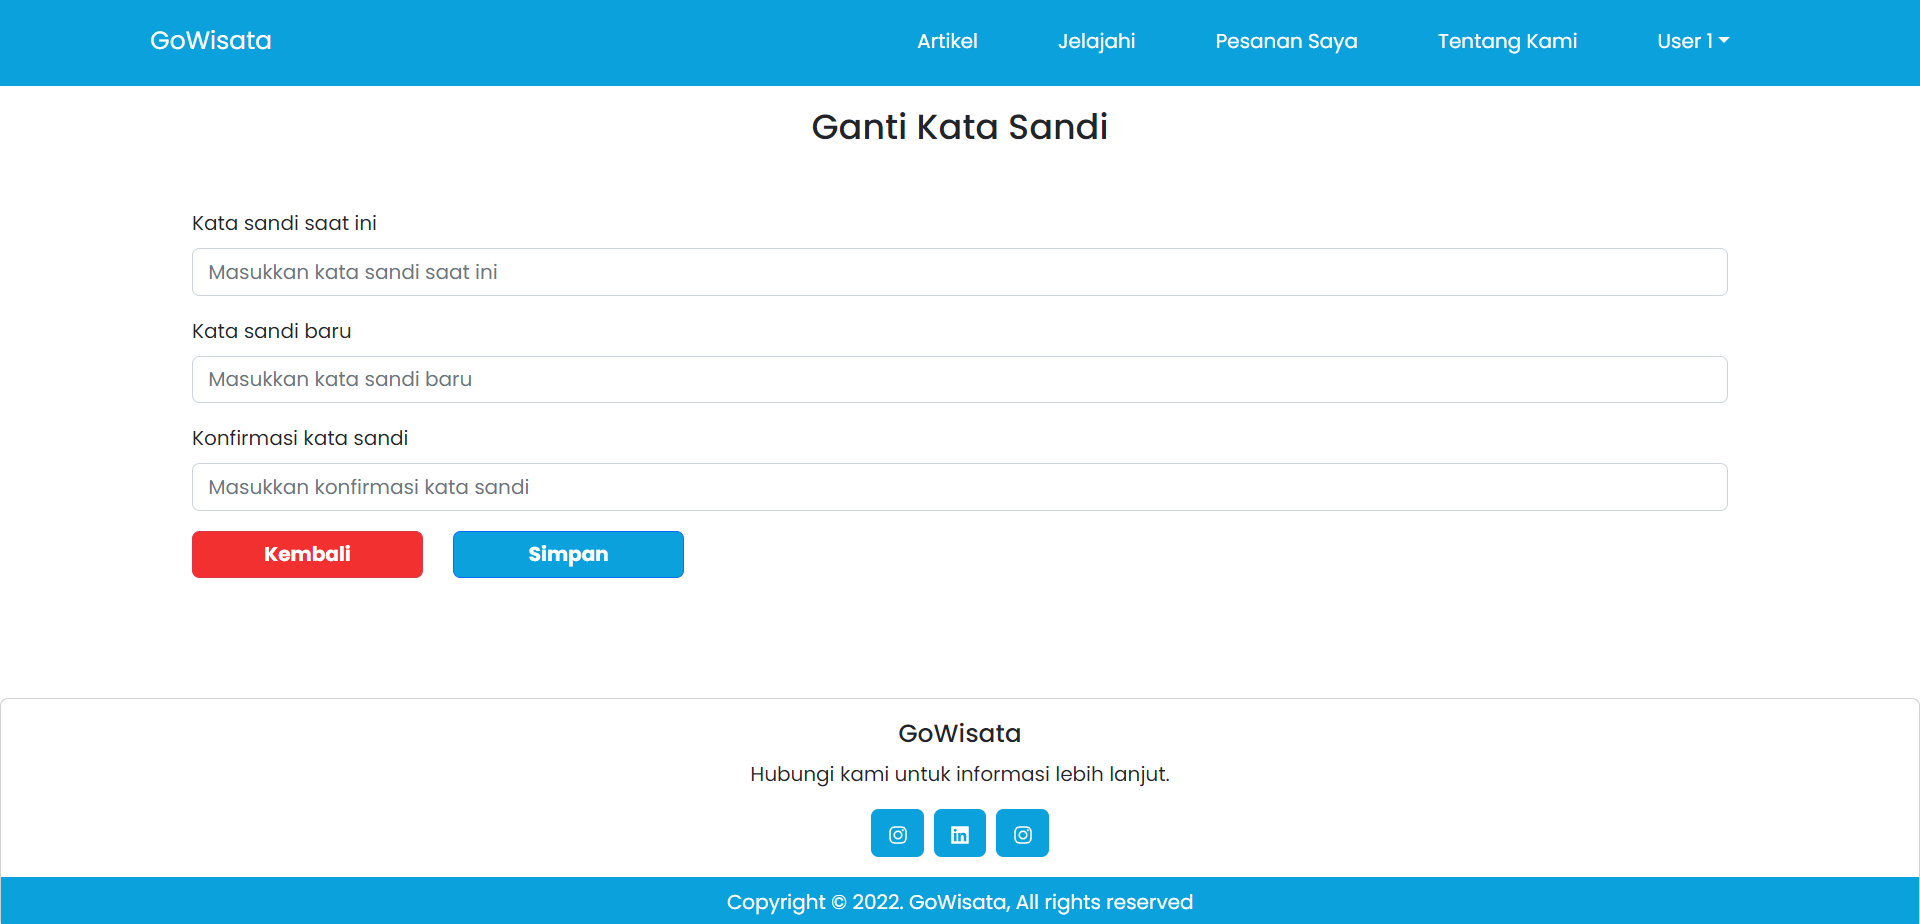 GoWisata
Artikel
Jelajahi
Pesanan Saya
Tentang Kami
User 1
Ganti Kata Sandi
Kata sandi saat ini
Masukkan kata sandi saat ini
Kata sandi baru
Masukkan kata sandi baru
Konfirmasi kata sandi
Masukkan konfirmasi kata sandi
Kembali
Simpan
GoWisata
Hubungi kami untuk informasi lebih lanjut.
Copyright © 2022. GoWisata, All rights reserved